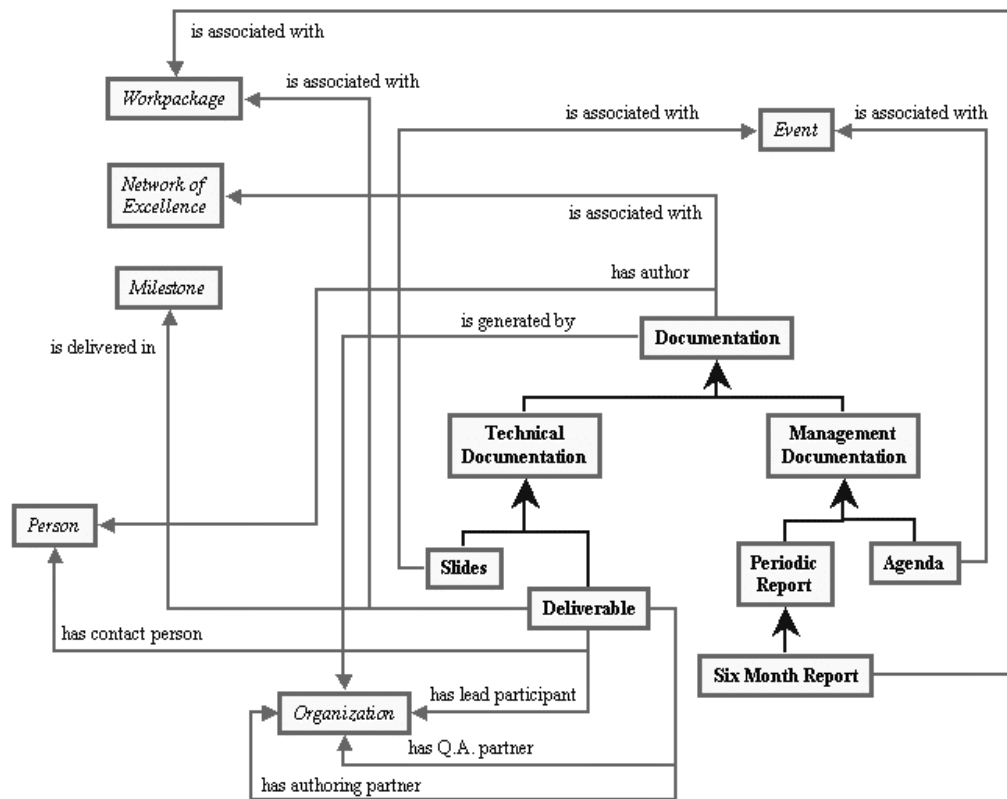 is associated with
is associated with
Workpackage
is associated with
Event
is associated with
Network of
Excellence
is associated with
Milestone
has author
is generated by
Documentation
is delivered in
Technical
Documentation
Management
Documentation
Person
Slides
Periodic
Report
Agenda
Deliverable
has contact person
Six Month Report
has lead participant
Organization
has Q.A. partner
has authoring partner